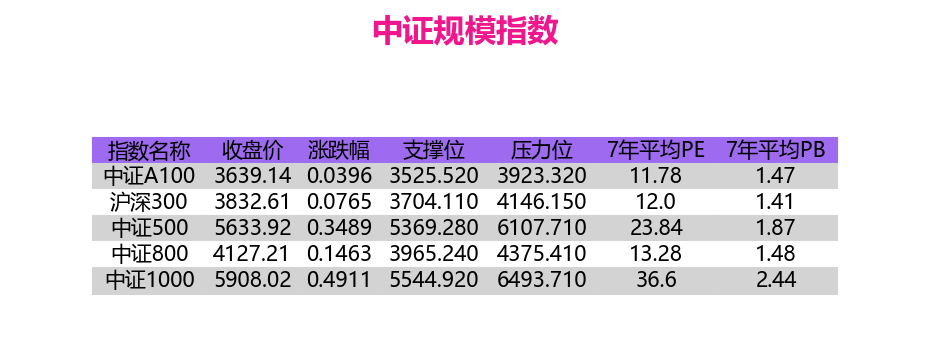 中证规模指数
指数名称 收盘价 涨跌幅 支撑位 压力位 7年平均PE 7年平均PB
中证A100 3639.14 0.0396 3525.520 3923.320 11.78 1.47
沪深300 3832.61 0.0765 3704.110 4146.150 12.0 1.41
中证500 5633.92 0.3489 5369.280 6107.710 23.84 1.87
中证800 4127.21 0.1463 3965.240 4375.410 13.28 1.48
中证1000 5908.02 0.4911 5544.920 6493.710 36.6 2.44